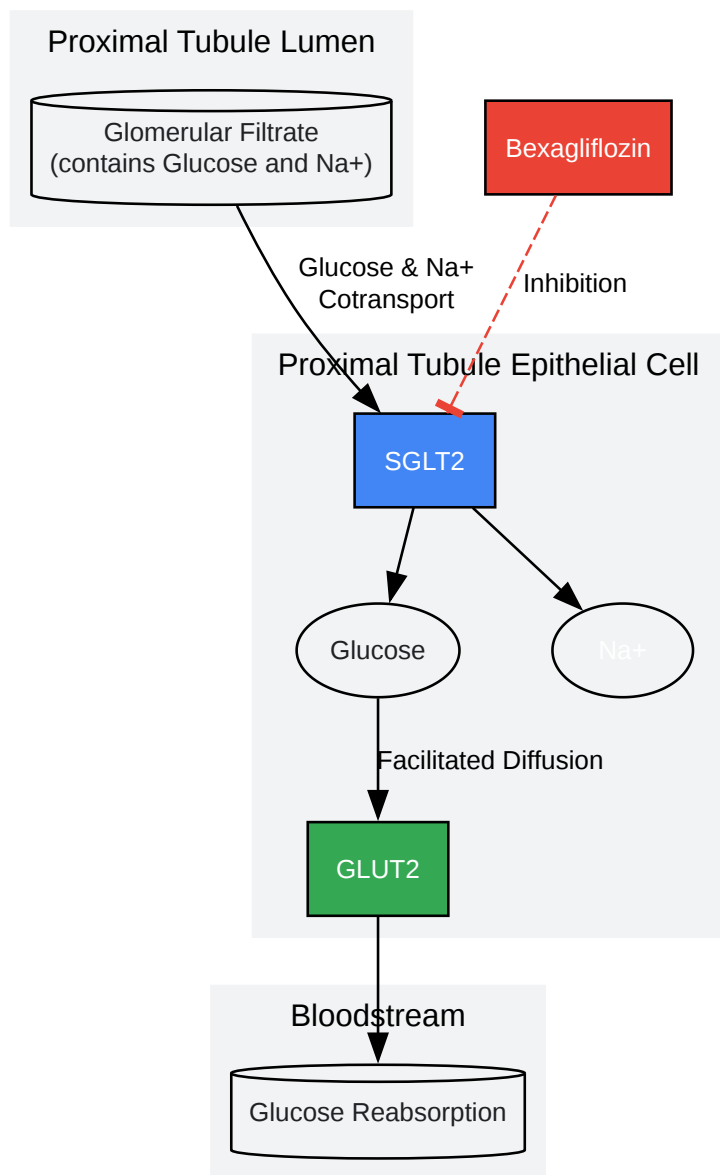 Proximal Tubule Lumen
Glomerular Filtrate
(contains Glucose and Na+)
Bexagliflozin
Glucose & Na+
Cotransport
Inhibition
Proximal Tubule Epithelial Cell
SGLT2
Glucose
Na+
Facilitated Diffusion
GLUT2
Bloodstream
Glucose Reabsorption